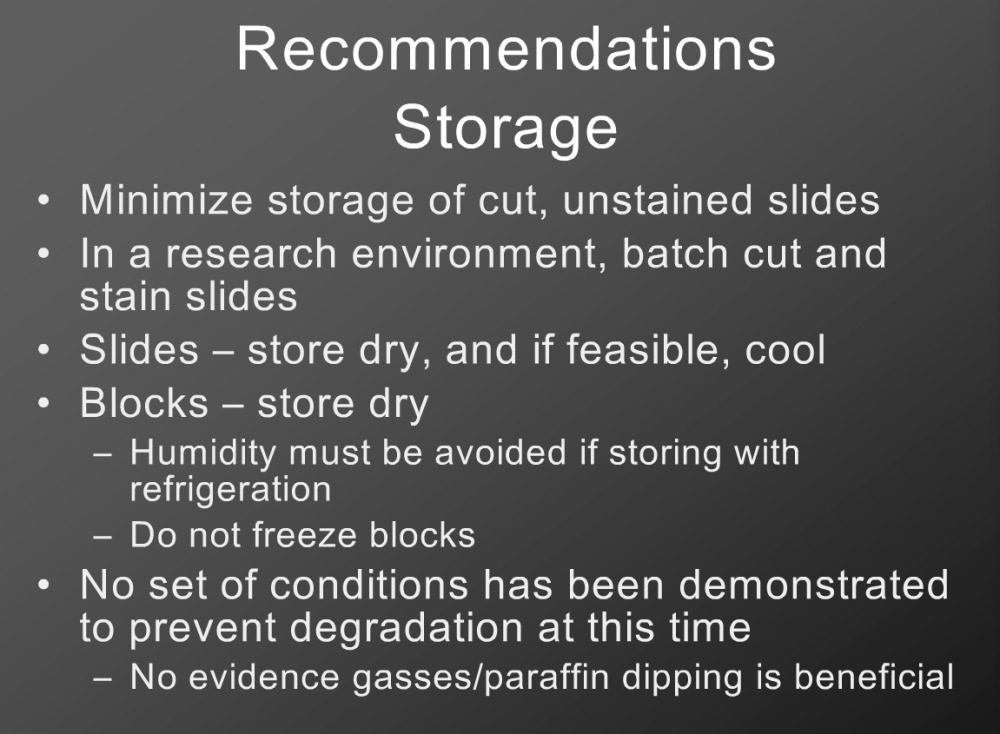 Recommendations
Storage
• Minimize storage of cut, unstained slides
• In a research environment, batch cut and
stain slides
• Slides – store dry, and if feasible, cool
• Blocks – store dry
– Humidity must be avoided if storing with
refrigeration
– Do not freeze blocks
• No set of conditions has been demonstrated
to prevent degradation at this time
– No evidence gasses/paraffin dipping is beneficial